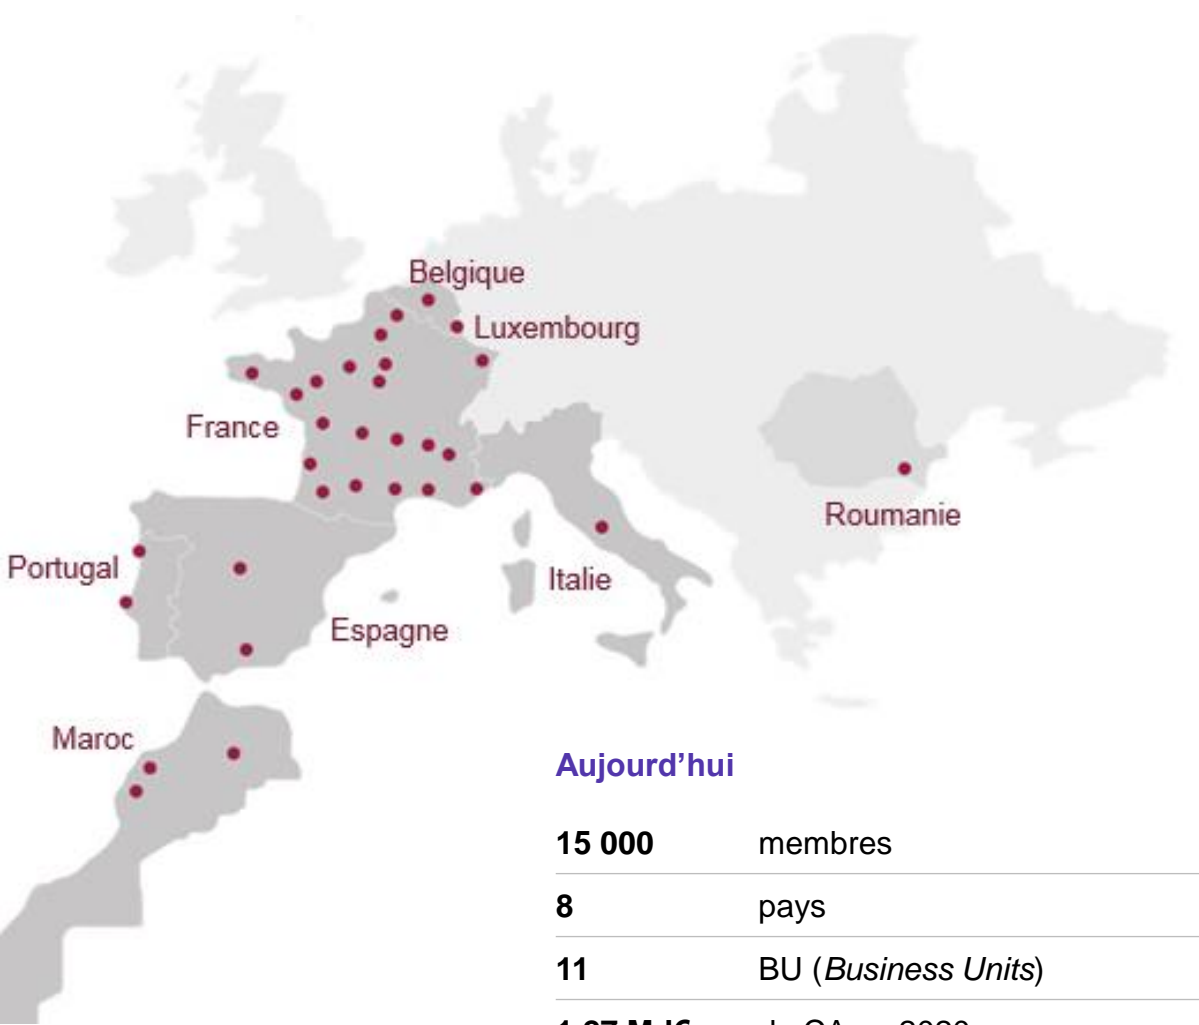 Belgique
Luxembourg
France
Roumanie
Portugal
Italie
Espagne
Maroc
Aujourd’hui
15 000 membres
8 pays
11 BU (Business Units)